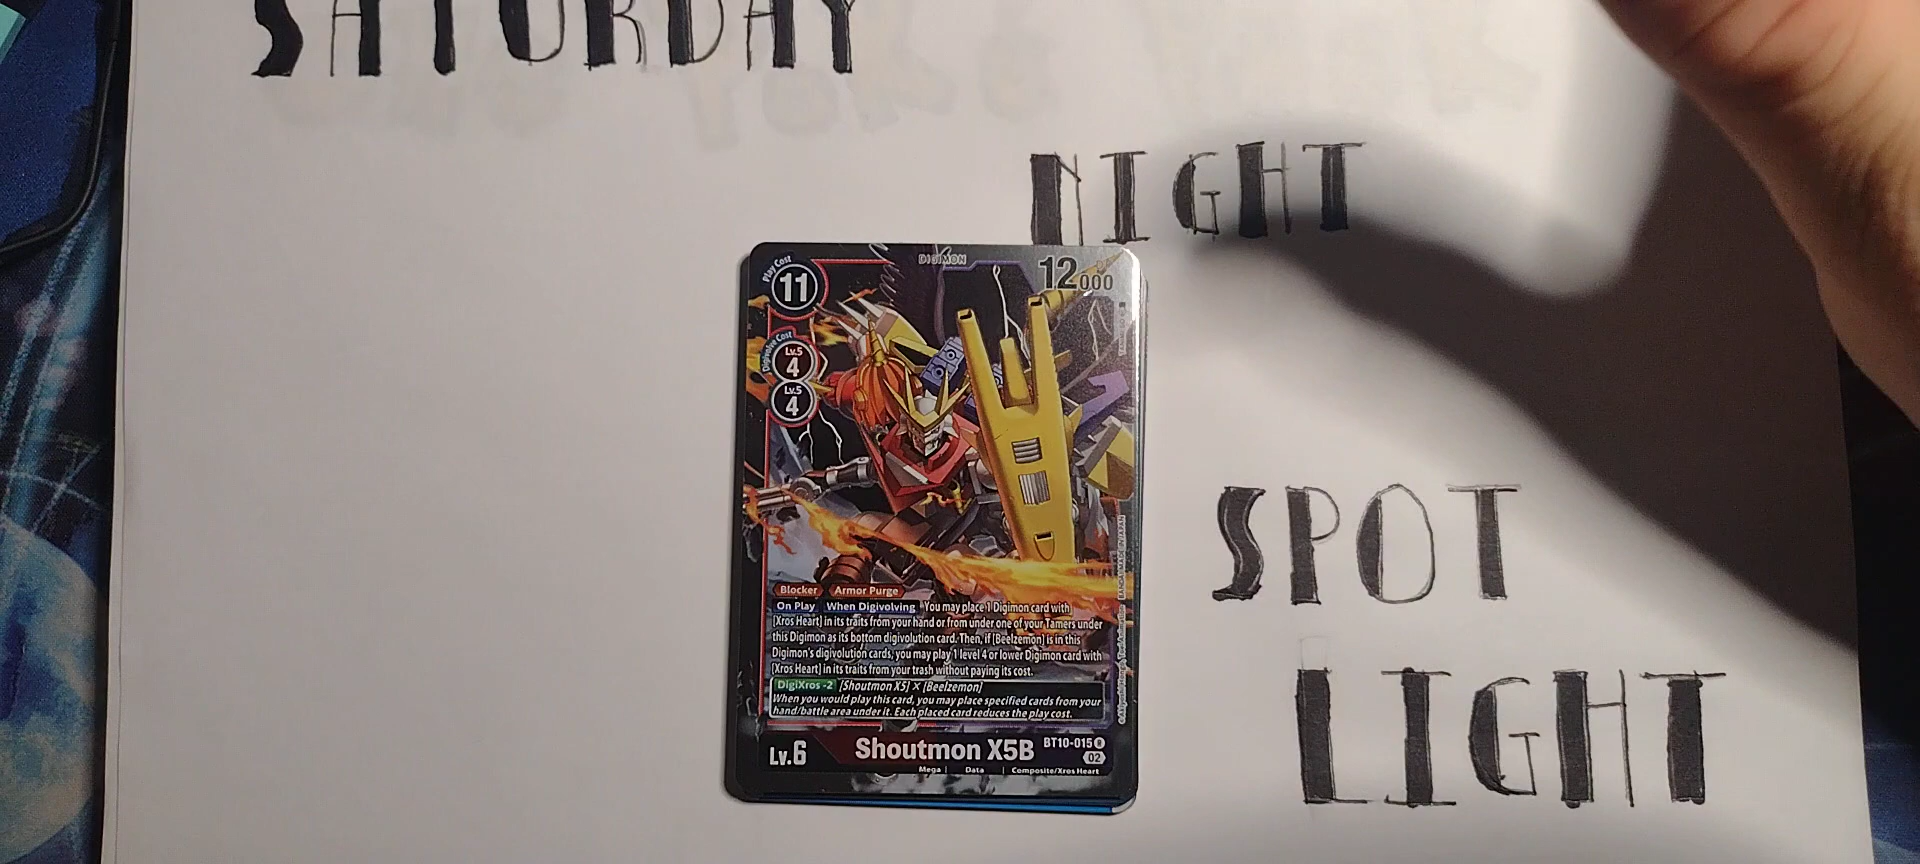 SATURDAY
NIGHT
SPOT
LIGHT
DIGIMON
Play Cost
11
12000
Digivolve Cost
Lv.5
4
Lv.5
4
Blocker Armor Purge
On Play When Digivolving You may place 1 Digimon card with
[Xros Heart] in its traits from your hand or from under one of your Tamers under
this Digimon as its bottom digivolution card. Then, if [Beelzemon] is in this
Digimon's digivolution cards, you may play 1 level 4 or lower Digimon card with
[Xros Heart] in its traits from your trash without paying its cost.
DigiXros -2 [Shoutmon X5] × [Beelzemon]
When you would play this card, you may place specified cards from your
hand/battle area under it. Each placed card reduces the play cost.
Lv.6 Shoutmon X5B BT10-015 R
02
Mega | Data | Composite/Xros Heart
BANDAI MADE IN JAPAN